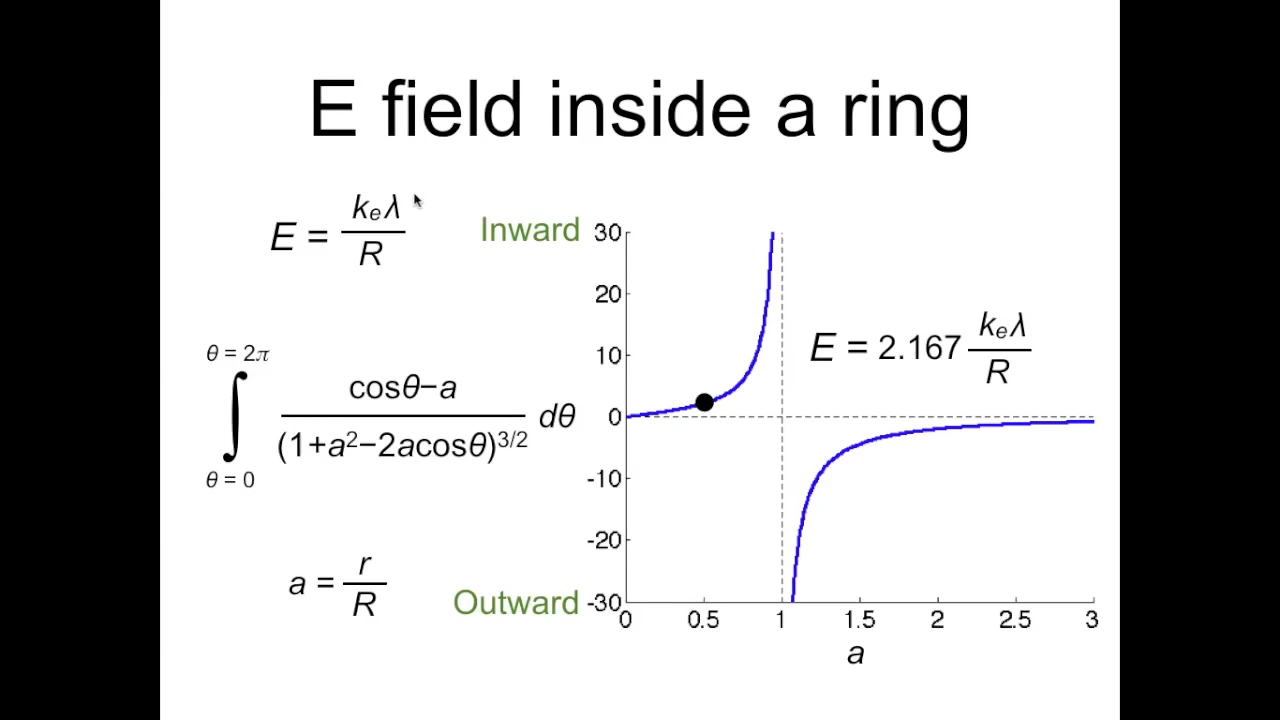 E field inside a ring
E = kₑλ
R
θ = 2π
∫
cosθ−a
(1+a²−2acosθ)^3/2
dθ
θ = 0
a = r
R
Inward
Outward
30
20
10
0
-10
-20
-30
0 0.5 1 1.5 2 2.5 3
a
E = 2.167 kₑλ
R